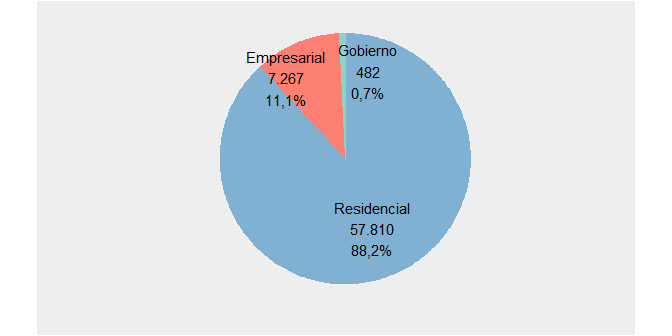 Empresarial
7.267
11,1%
Gobierno
482
0,7%
Residencial
57.810
88,2%